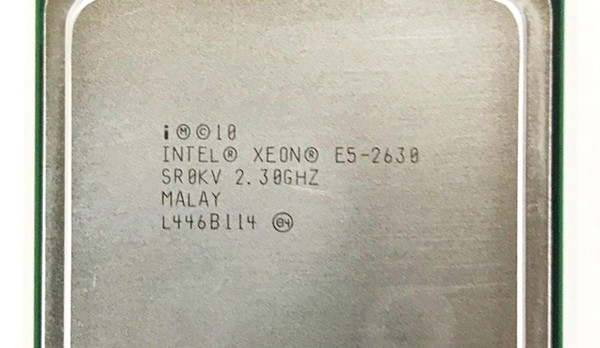 i Ⓜ©10
INTEL® XEON® E5-2630
SR0KV 2.30GHZ
MALAY
L446B114 e4